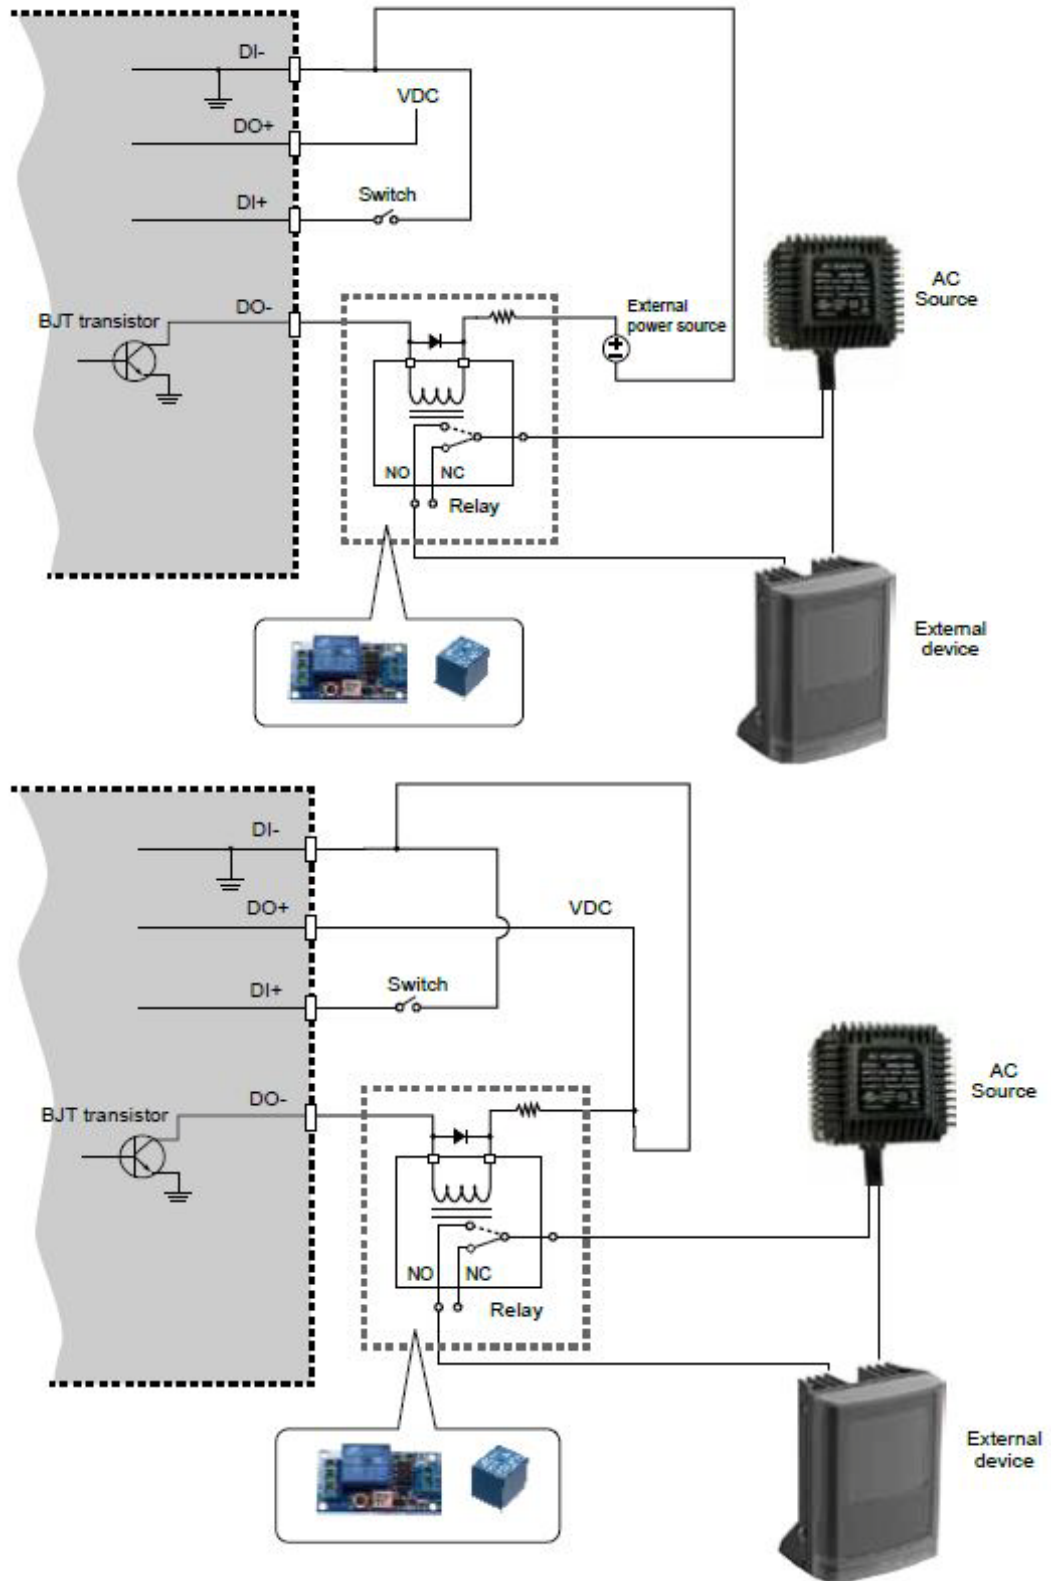 DI-
VDC
DO+
Switch
DI+
DO-
BJT transistor
External
power source
AC
Source
NO
NC
Relay
External
device
DI-
DO+
VDC
DI+
Switch
DO-
BJT transistor
AC
Source
NO
NC
Relay
External
device